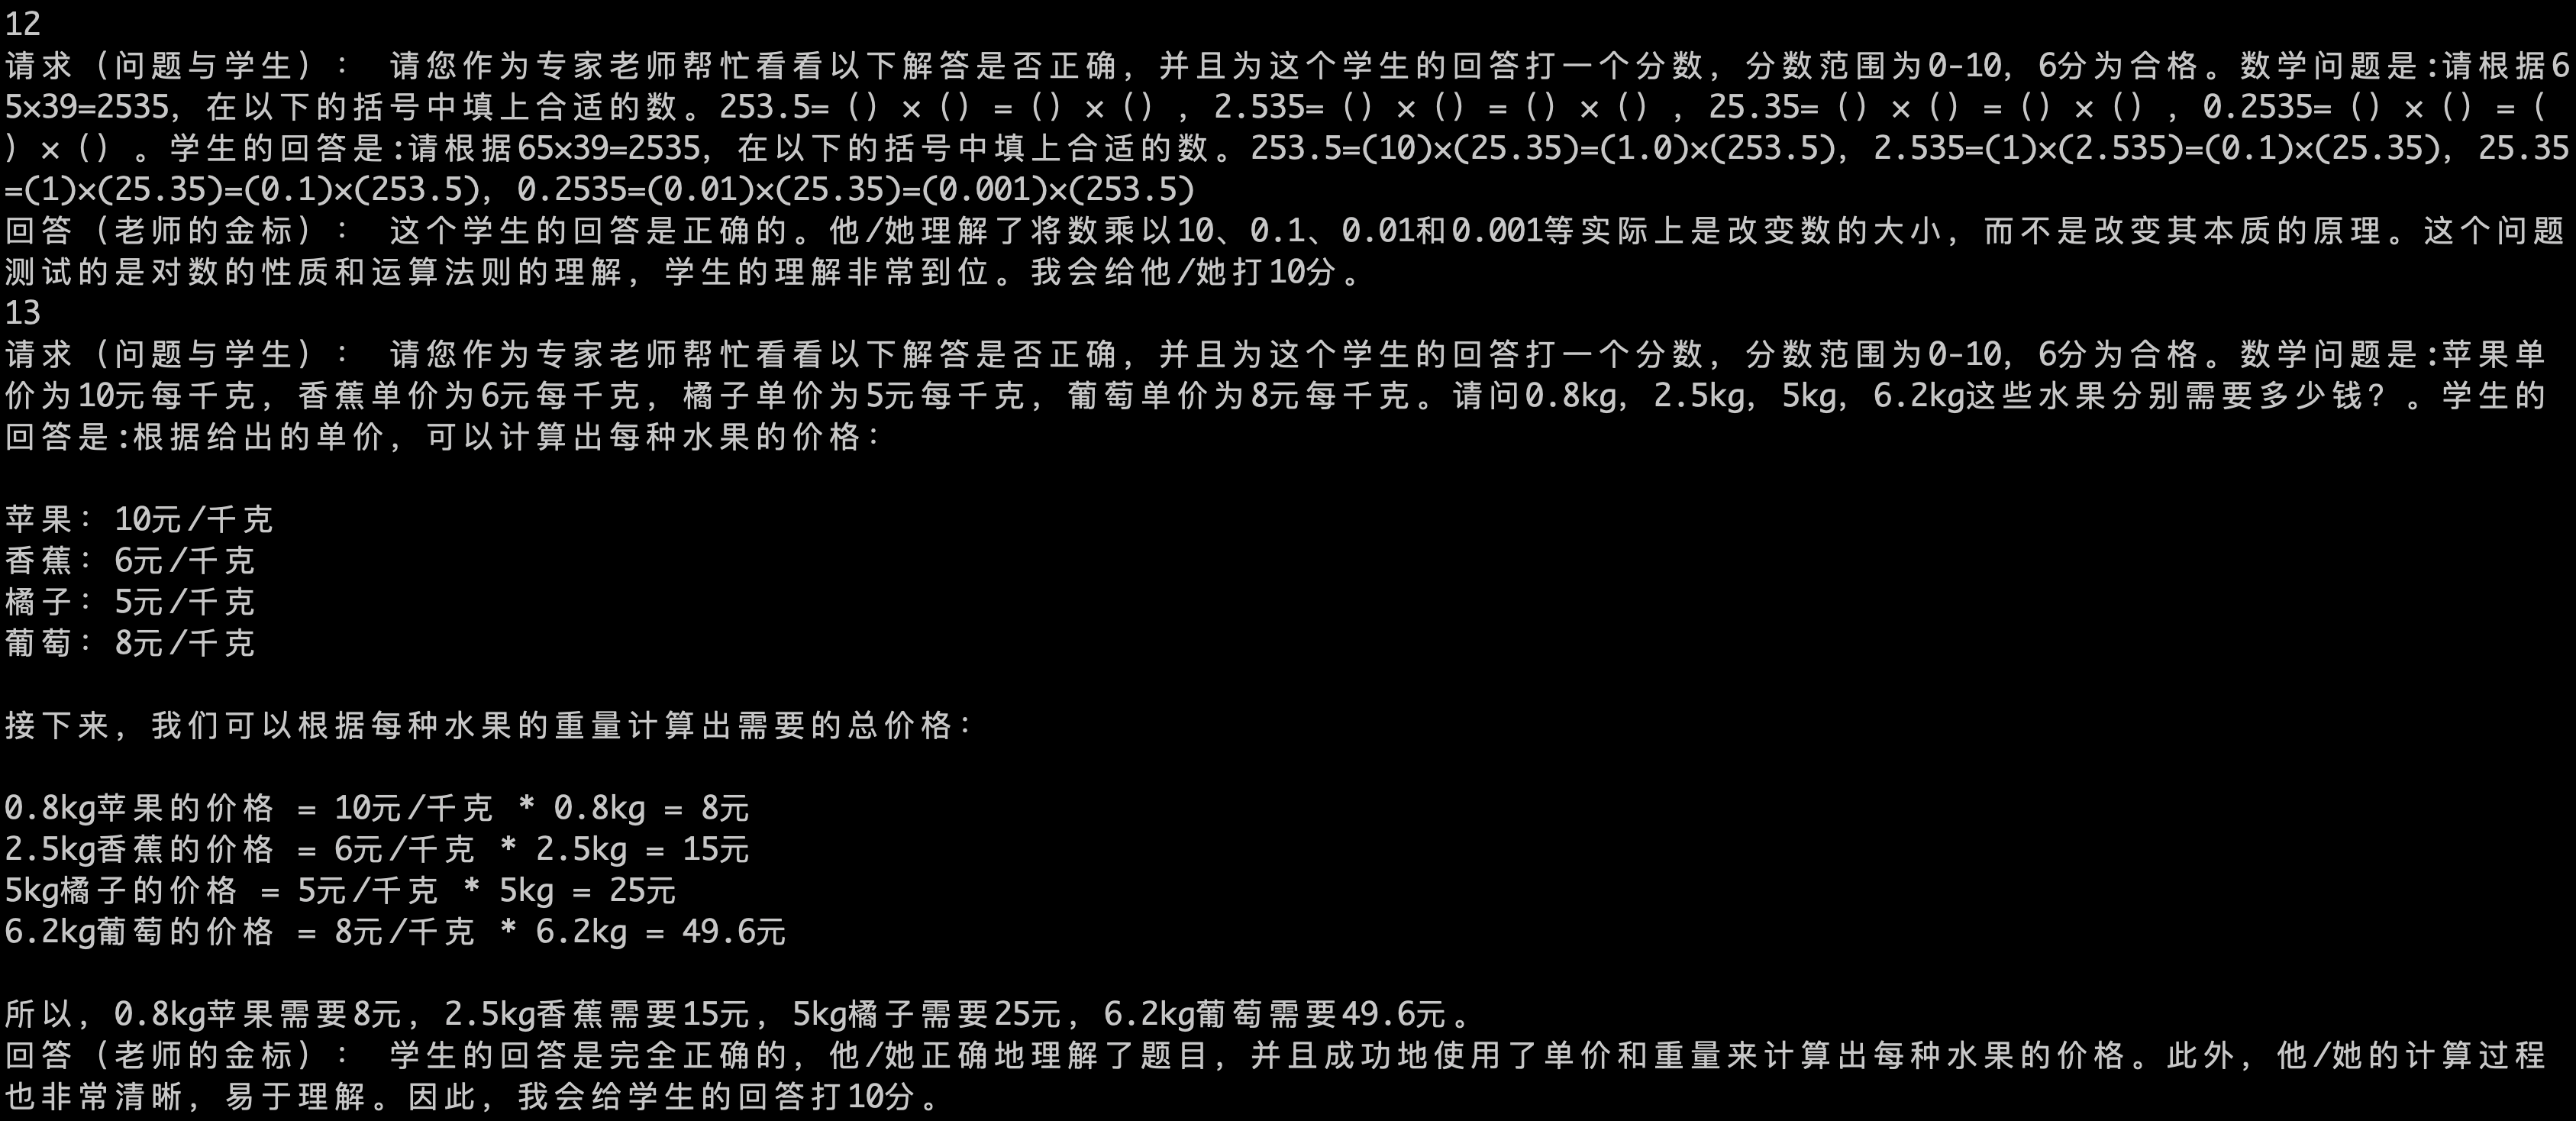 12
请求（问题与学生）： 请您作为专家老师帮忙看看以下解答是否正确，并且为这个学生的回答打一个分数，分数范围为0-10，6分为合格。数学问题是:请根据6
5×39=2535，在以下的括号中填上合适的数。253.5=（）×（）=（）×（），2.535=（）×（）=（）×（），25.35=（）×（）=（）×（），0.2535=（）×（）=（
）×（）。学生的回答是:请根据65×39=2535，在以下的括号中填上合适的数。253.5=(10)×(25.35)=(1.0)×(253.5)，2.535=(1)×(2.535)=(0.1)×(25.35)，25.35
=(1)×(25.35)=(0.1)×(253.5)，0.2535=(0.01)×(25.35)=(0.001)×(253.5)
回答（老师的金标）： 这个学生的回答是正确的。他/她理解了将数乘以10、0.1、0.01和0.001等实际上是改变数的大小，而不是改变其本质的原理。这个问题
测试的是对数的性质和运算法则的理解，学生的理解非常到位。我会给他/她打10分。
13
请求（问题与学生）： 请您作为专家老师帮忙看看以下解答是否正确，并且为这个学生的回答打一个分数，分数范围为0-10，6分为合格。数学问题是:苹果单
价为10元每千克，香蕉单价为6元每千克，橘子单价为5元每千克，葡萄单价为8元每千克。请问0.8kg，2.5kg，5kg，6.2kg这些水果分别需要多少钱？。学生的
回答是:根据给出的单价，可以计算出每种水果的价格：
苹果：10元/千克
香蕉：6元/千克
橘子：5元/千克
葡萄：8元/千克
接下来，我们可以根据每种水果的重量计算出需要的总价格：
0.8kg苹果的价格 = 10元/千克 * 0.8kg = 8元
2.5kg香蕉的价格 = 6元/千克 * 2.5kg = 15元
5kg橘子的价格 = 5元/千克 * 5kg = 25元
6.2kg葡萄的价格 = 8元/千克 * 6.2kg = 49.6元
所以，0.8kg苹果需要8元，2.5kg香蕉需要15元，5kg橘子需要25元，6.2kg葡萄需要49.6元。
回答（老师的金标）： 学生的回答是完全正确的，他/她正确地理解了题目，并且成功地使用了单价和重量来计算出每种水果的价格。此外，他/她的计算过程
也非常清晰，易于理解。因此，我会给学生的回答打10分。